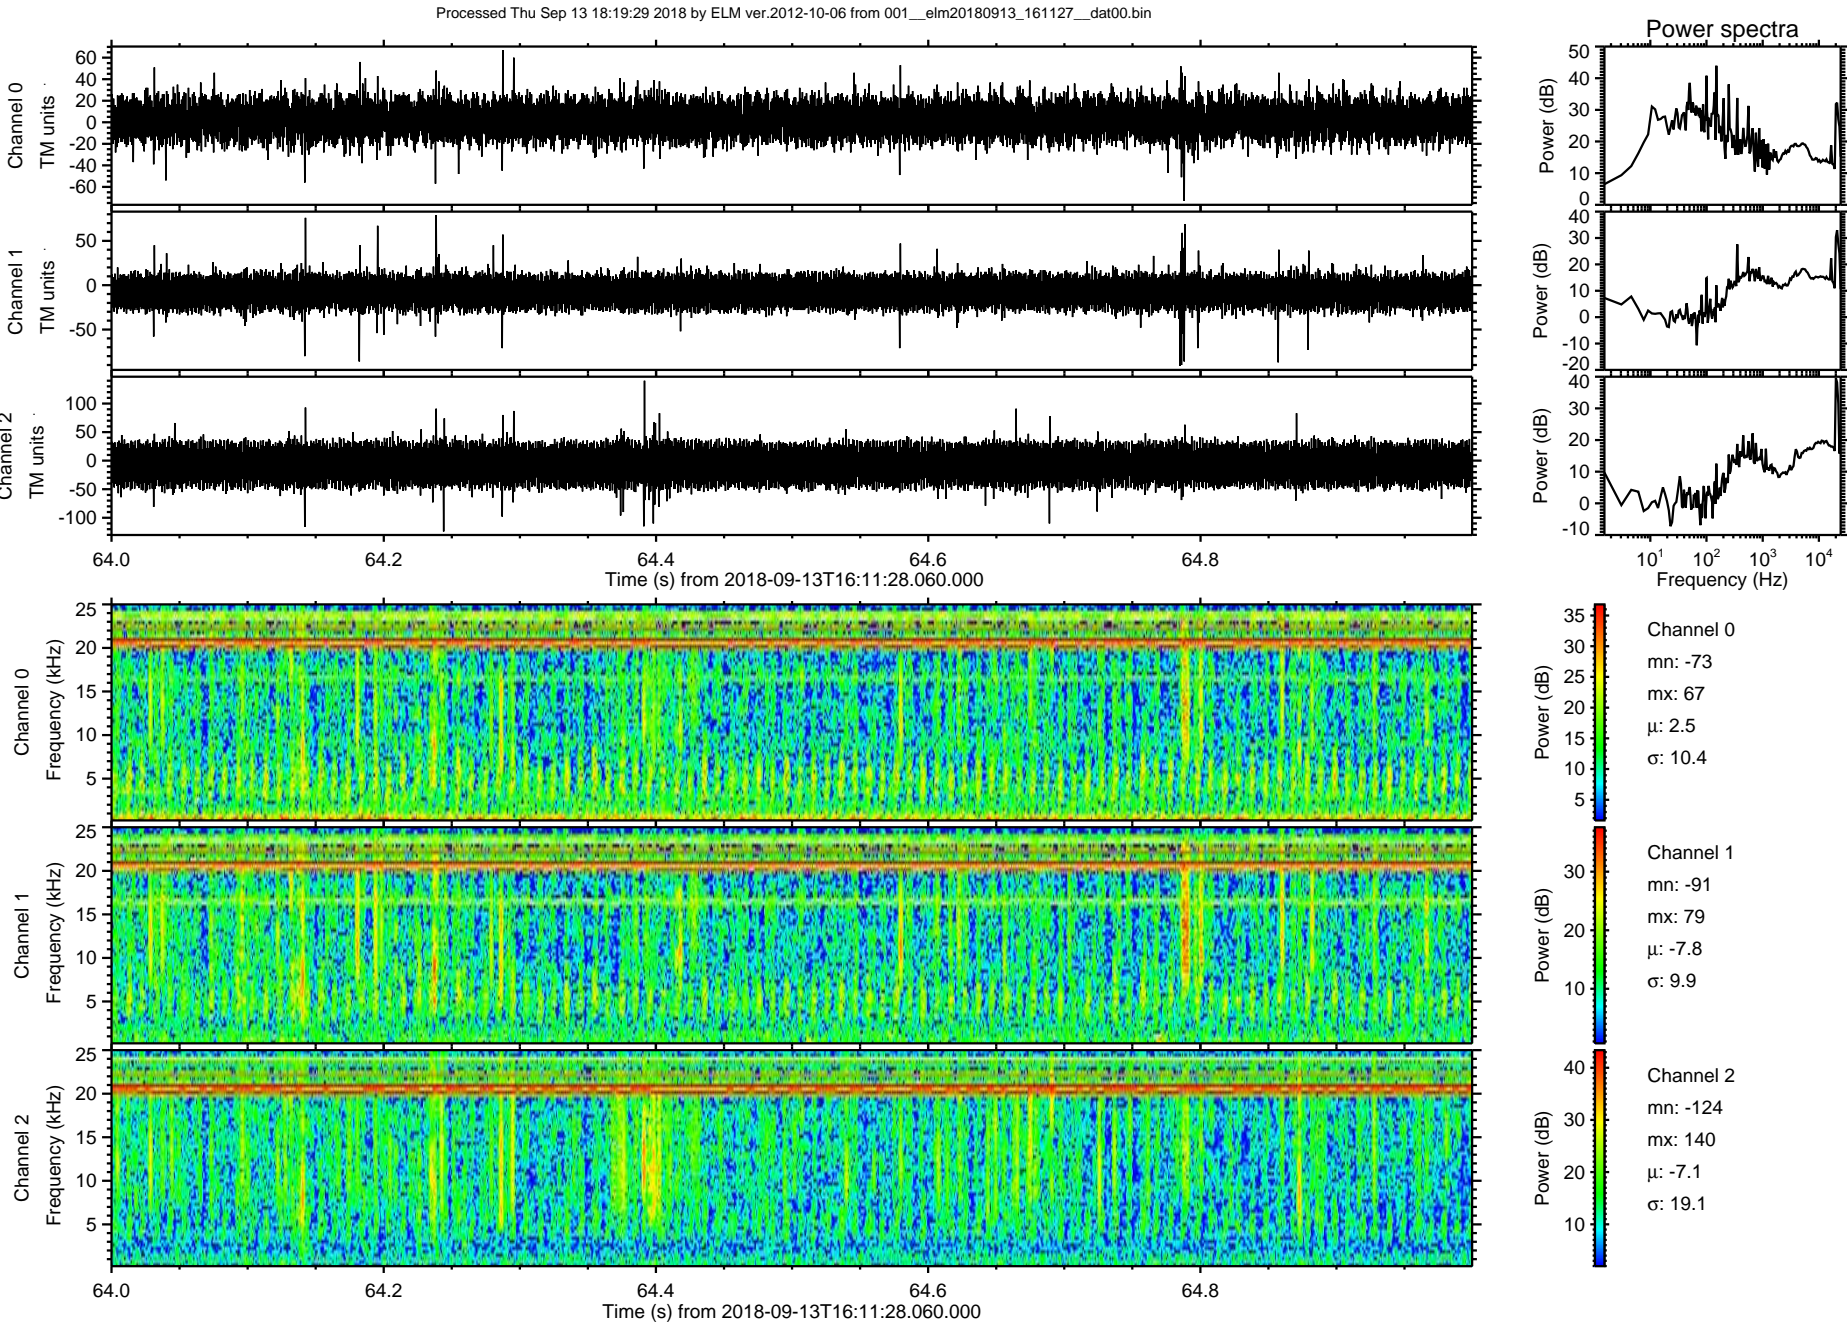 Processed Thu Sep 13 18:19:29 2018 by ELM ver.2012-10-06 from 001__elm20180913_161127__dat00.bin
Power spectra
Channel 0
TM units
60
40
20
0
-20
-40
-60
Power (dB)
50
40
30
20
10
0
Channel 1
TM units
50
0
-50
Power (dB)
40
30
20
10
0
-10
-20
Channel 2
TM units
100
50
0
-50
-100
Power (dB)
40
30
20
10
0
-10
64.0 64.2 64.4 64.6 64.8
Time (s) from 2018-09-13T16:11:28.060.000
10^1 10^2 10^3 10^4
Frequency (Hz)
Channel 0
Frequency (kHz)
25
20
15
10
5
Power (dB)
35
30
25
20
15
10
5
Channel 0
mn: -73
mx: 67
μ: 2.5
σ: 10.4
Channel 1
Frequency (kHz)
25
20
15
10
5
Power (dB)
30
20
10
Channel 1
mn: -91
mx: 79
μ: -7.8
σ: 9.9
Channel 2
Frequency (kHz)
25
20
15
10
5
Power (dB)
40
30
20
10
Channel 2
mn: -124
mx: 140
μ: -7.1
σ: 19.1
64.0 64.2 64.4 64.6 64.8
Time (s) from 2018-09-13T16:11:28.060.000